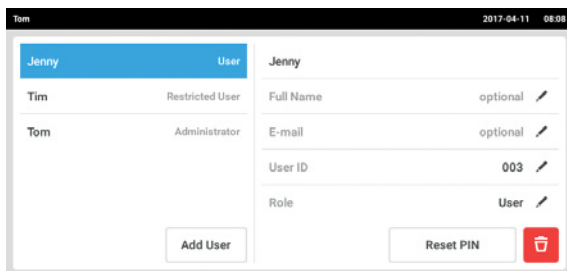 Tom 2017-04-11 08:08
Jenny User
Tim Restricted User
Tom Administrator
Add User
Jenny
Full Name optional
E-mail optional
User ID 003
Role User
Reset PIN